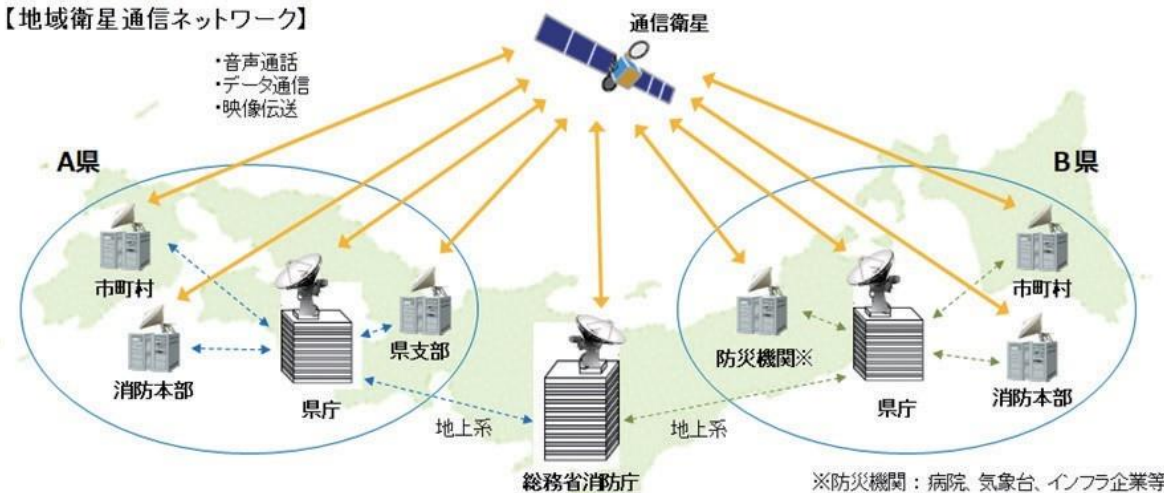 【地域衛星通信ネットワーク】
・音声通話
・データ通信
・映像伝送
通信衛星
A県
B県
市町村
消防本部
県庁
県支部
地上系
総務省消防庁
地上系
防災機関※
県庁
市町村
消防本部
※防災機関：病院、気象台、インフラ企業等